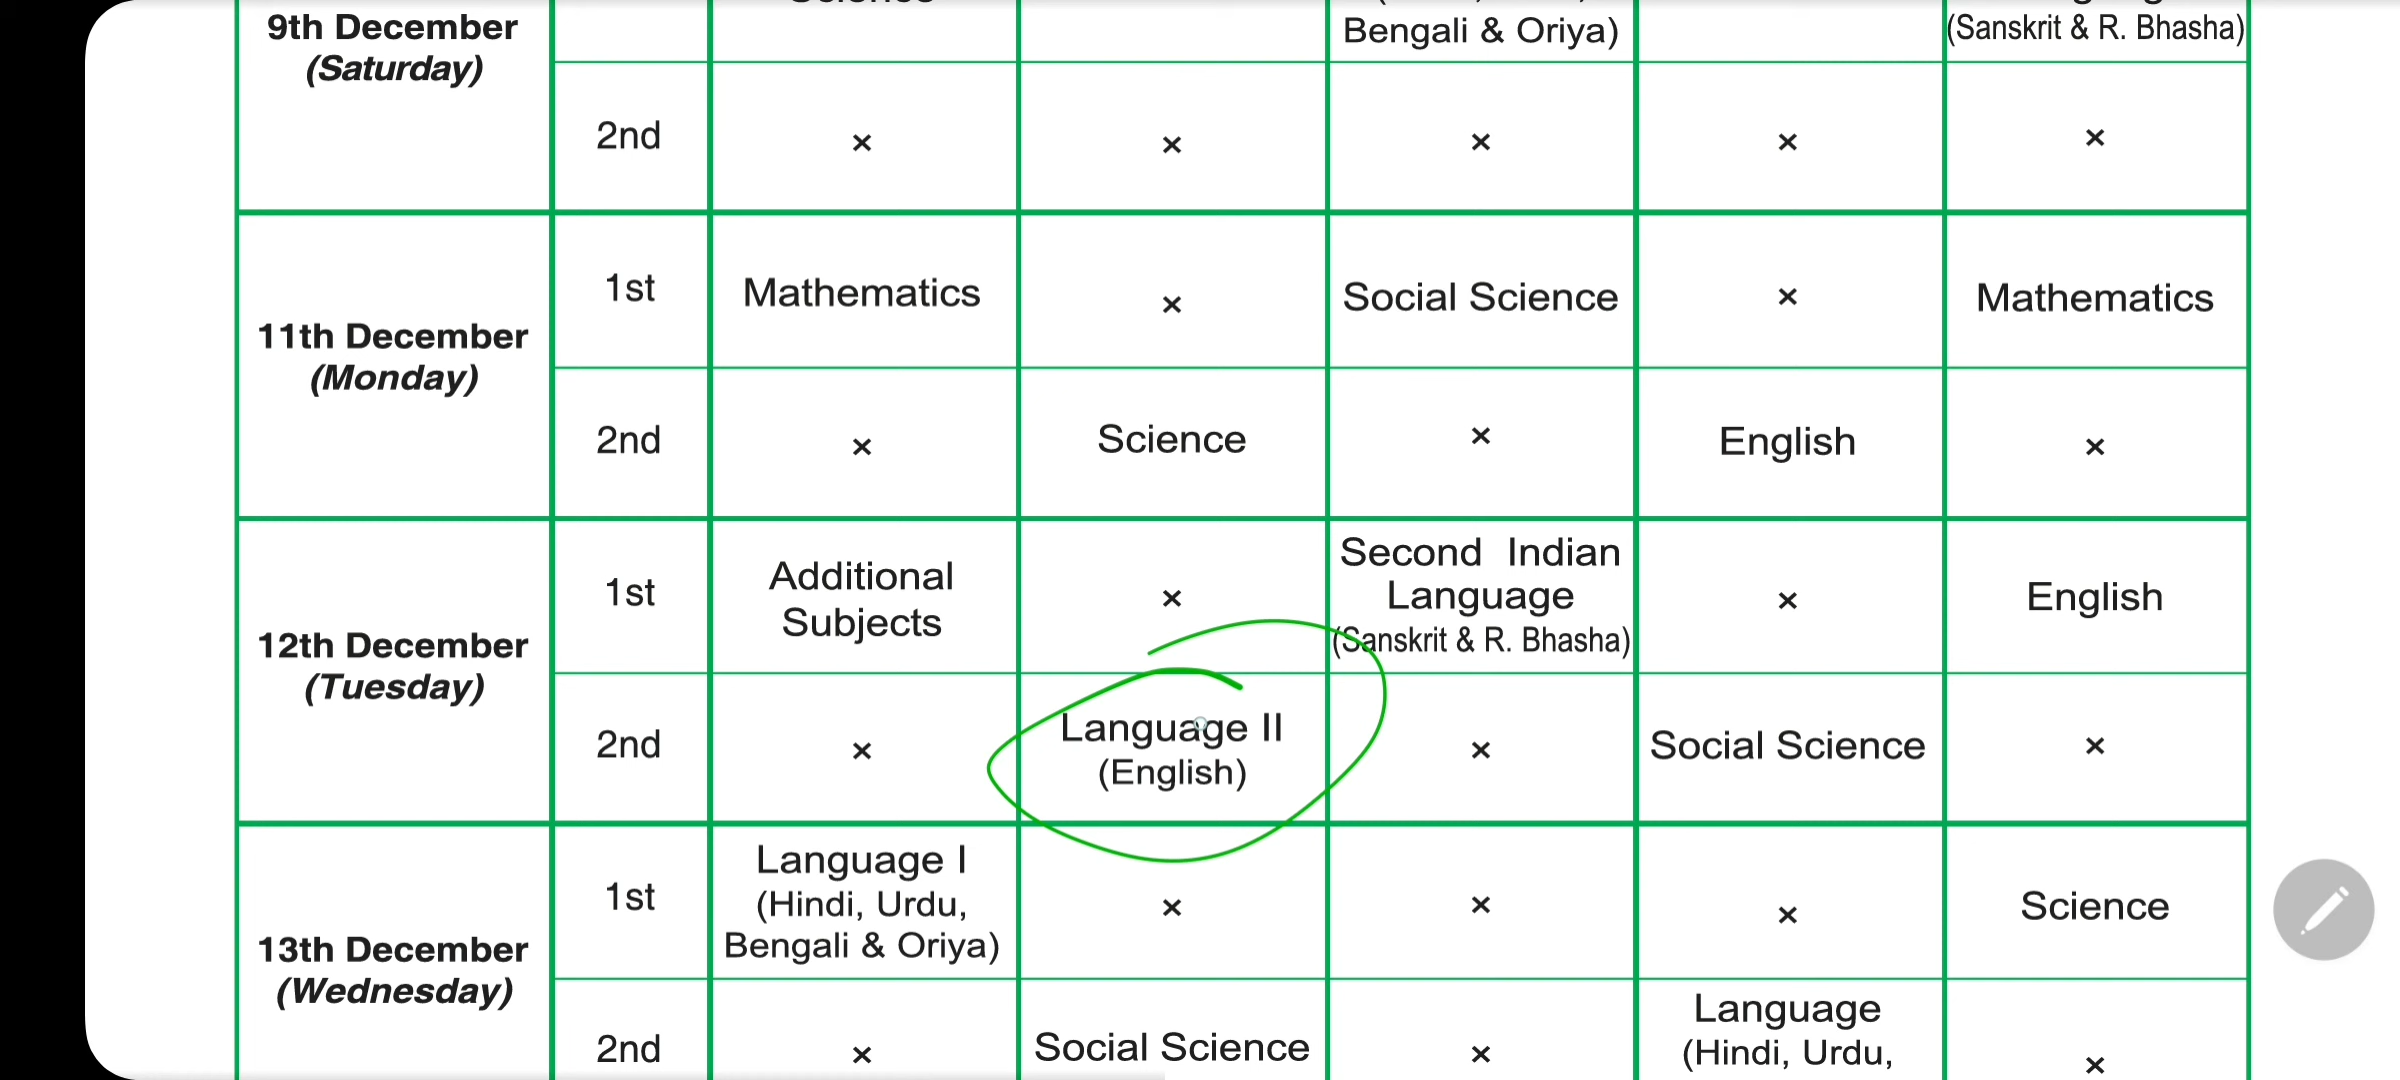 9th December
(Saturday)
Bengali & Oriya)
(Sanskrit & R. Bhasha)
2nd × × × × ×
11th December
(Monday)
1st Mathematics × Social Science × Mathematics
2nd × Science × English ×
12th December
(Tuesday)
1st
Additional
Subjects
×
Second Indian
Language
(Sanskrit & R. Bhasha)
×
English
2nd
×
Language II
(English)
×
Social Science
×
13th December
(Wednesday)
1st
Language I
(Hindi, Urdu,
Bengali & Oriya)
× × × Science
2nd × Social Science ×
Language
(Hindi, Urdu,
×